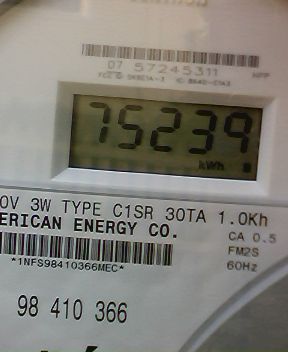 07 57245311
75239
kWh
0V 3W TYPE C1SR 30TA 1.0Kh
ERICAN ENERGY CO.
CA 0.5
FM2S
60Hz
*1NFS98410366MEC*
98 410 366